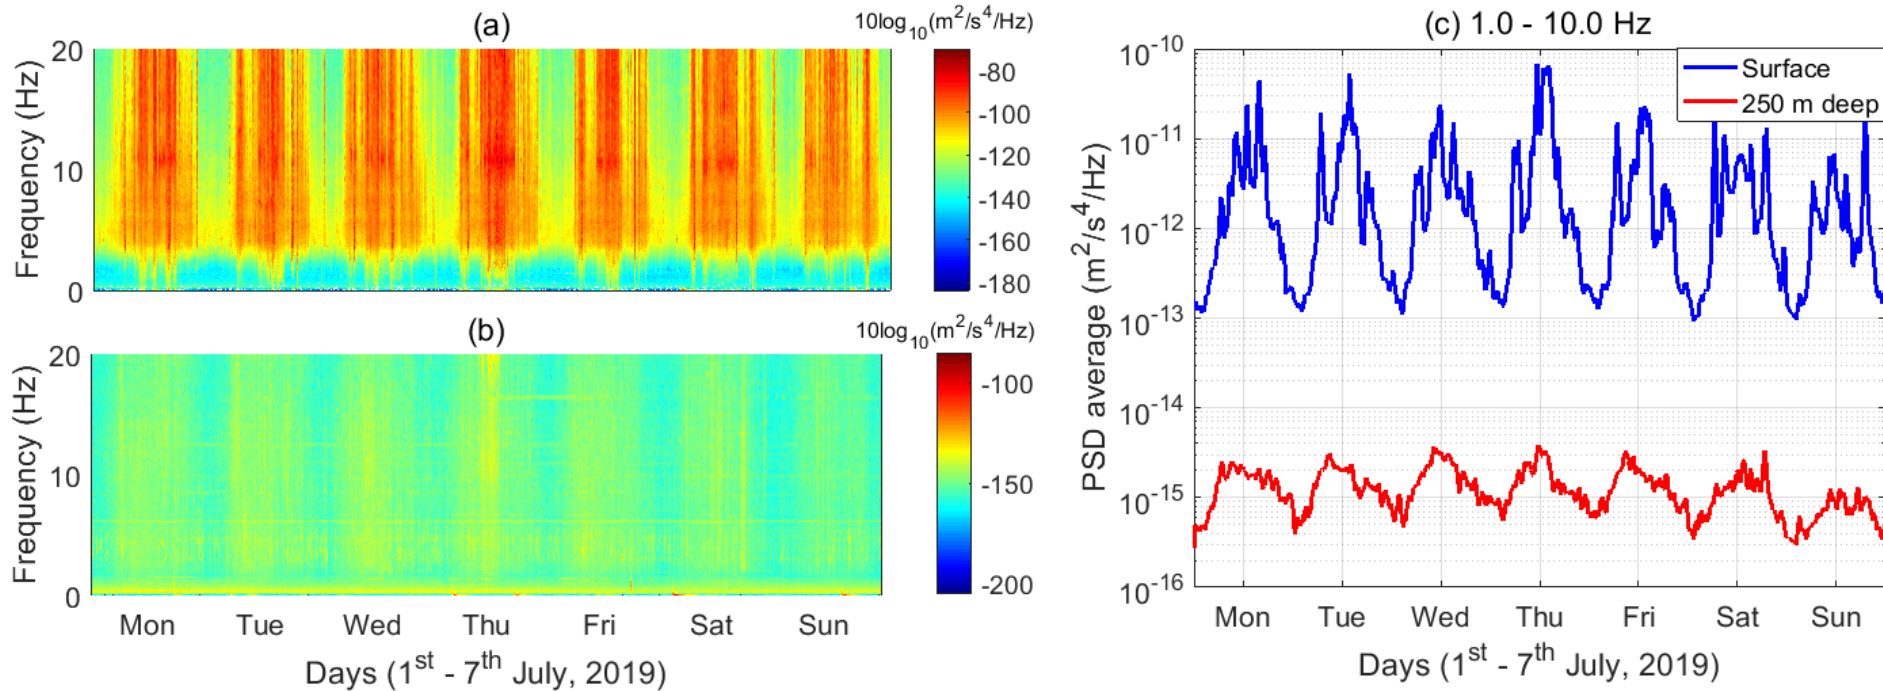 (a)
10log10(m²/s⁴/Hz)
20
10
0
Frequency (Hz)
-80
-100
-120
-140
-160
-180
(b)
10log10(m²/s⁴/Hz)
20
10
0
Frequency (Hz)
-100
-150
-200
Mon Tue Wed Thu Fri Sat Sun
Days (1st - 7th July, 2019)
(c) 1.0 - 10.0 Hz
Surface
250 m deep
10⁻¹⁰
10⁻¹¹
10⁻¹²
10⁻¹³
10⁻¹⁴
10⁻¹⁵
10⁻¹⁶
PSD average (m²/s⁴/Hz)
Mon Tue Wed Thu Fri Sat Sun
Days (1st - 7th July, 2019)